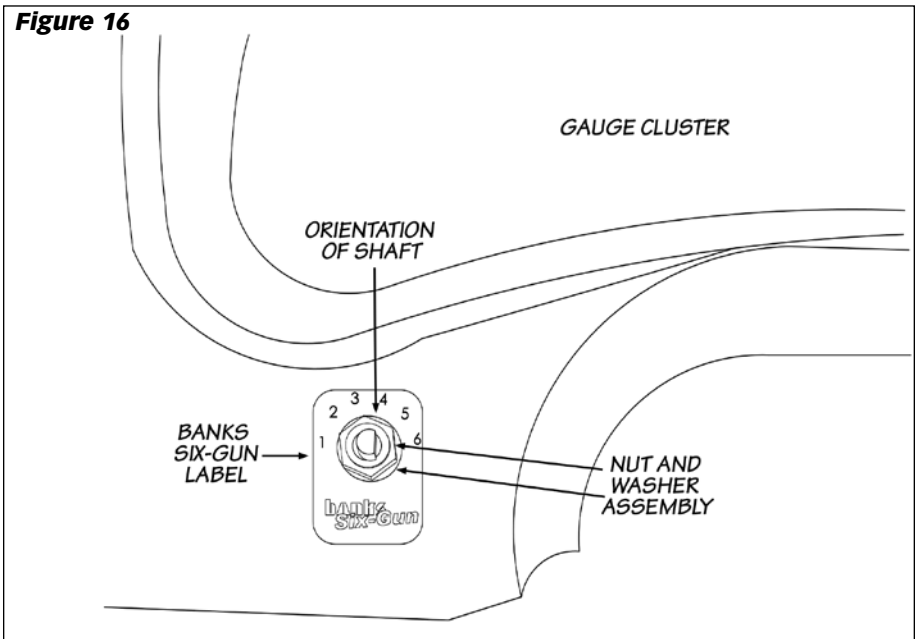 Figure 16
GAUGE CLUSTER
ORIENTATION
OF SHAFT
3 4
2 5
1 6
BANKS
SIX-GUN
LABEL
NUT AND
WASHER
ASSEMBLY
banks
Six-Gun